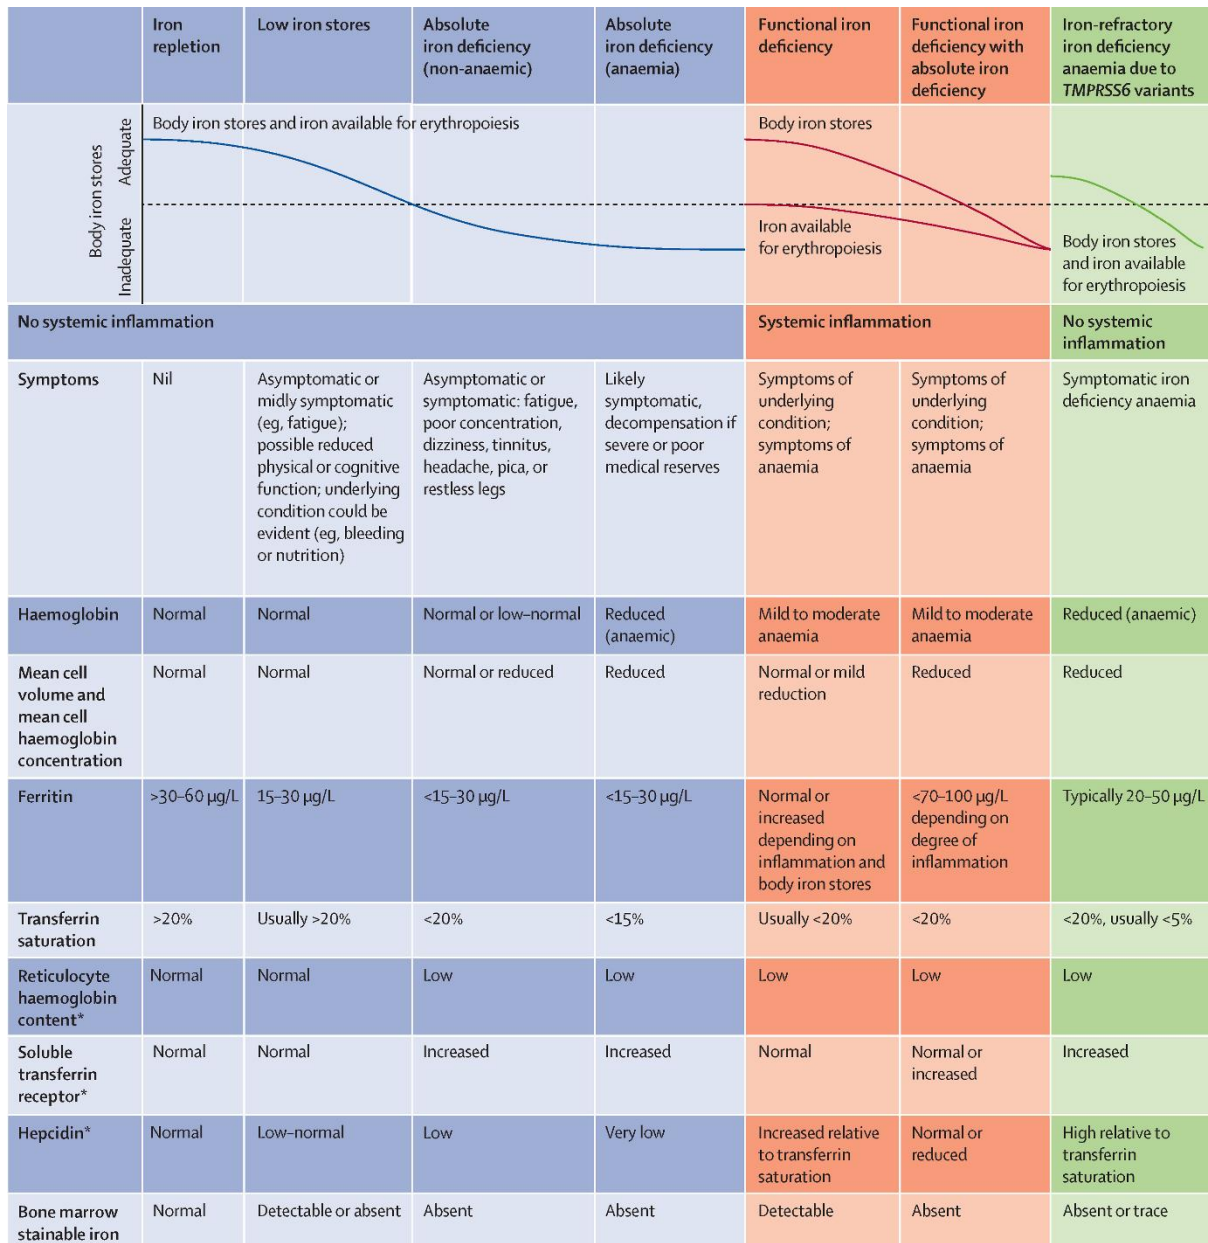 Iron
repletion
Low iron stores
Absolute
iron deficiency
(non-anaemic)
Absolute
iron deficiency
(anaemia)
Functional iron
deficiency
Functional iron
deficiency with
absolute iron
deficiency
Iron-refractory
iron deficiency
anaemia due to
TMPRSS6 variants
Body iron stores
Adequate
Inadequate
Body iron stores and iron available for erythropoiesis
Body iron stores
Iron available
for erythropoiesis
Body iron stores
and iron available
for erythropoiesis
No systemic inflammation
Systemic inflammation
No systemic
inflammation
Symptoms
Nil
Asymptomatic or
midly symptomatic
(eg, fatigue);
possible reduced
physical or cognitive
function; underlying
condition could be
evident (eg, bleeding
or nutrition)
Asymptomatic or
symptomatic: fatigue,
poor concentration,
dizziness, tinnitus,
headache, pica, or
restless legs
Likely
symptomatic,
decompensation if
severe or poor
medical reserves
Symptoms of
underlying
condition;
symptoms of
anaemia
Symptoms of
underlying
condition;
symptoms of
anaemia
Symptomatic iron
deficiency anaemia
Haemoglobin
Normal
Normal
Normal or low–normal
Reduced
(anaemic)
Mild to moderate
anaemia
Mild to moderate
anaemia
Reduced (anaemic)
Mean cell
volume and
mean cell
haemoglobin
concentration
Normal
Normal
Normal or reduced
Reduced
Normal or mild
reduction
Reduced
Reduced
Ferritin
>30–60 µg/L
15–30 µg/L
<15–30 µg/L
<15–30 µg/L
Normal or
increased
depending on
inflammation and
body iron stores
<70–100 µg/L
depending on
degree of
inflammation
Typically 20–50 µg/L
Transferrin
saturation
>20%
Usually >20%
<20%
<15%
Usually <20%
<20%
<20%, usually <5%
Reticulocyte
haemoglobin
content*
Normal
Normal
Low
Low
Low
Low
Low
Soluble
transferrin
receptor*
Normal
Normal
Increased
Increased
Normal
Normal or
increased
Increased
Hepcidin*
Normal
Low–normal
Low
Very low
Increased relative
to transferrin
saturation
Normal or
reduced
High relative to
transferrin
saturation
Bone marrow
stainable iron
Normal
Detectable or absent
Absent
Absent
Detectable
Absent
Absent or trace